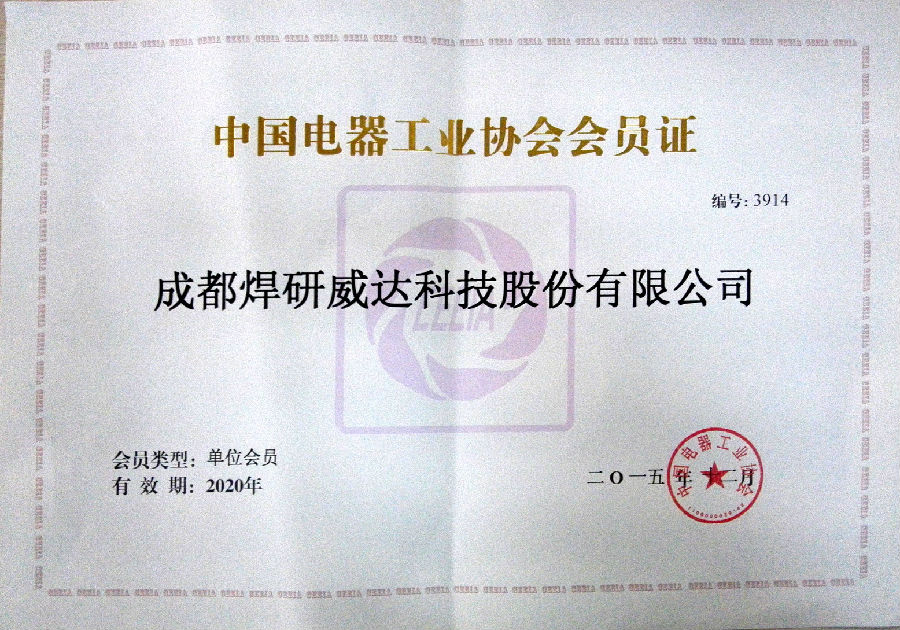 中国电器工业协会会员证
编号: 3914
成都焊研威达科技股份有限公司
CEEIA
会员类型: 单位会员
有 效 期: 2020年
二O一五 年 十二月
中国电器工业协会